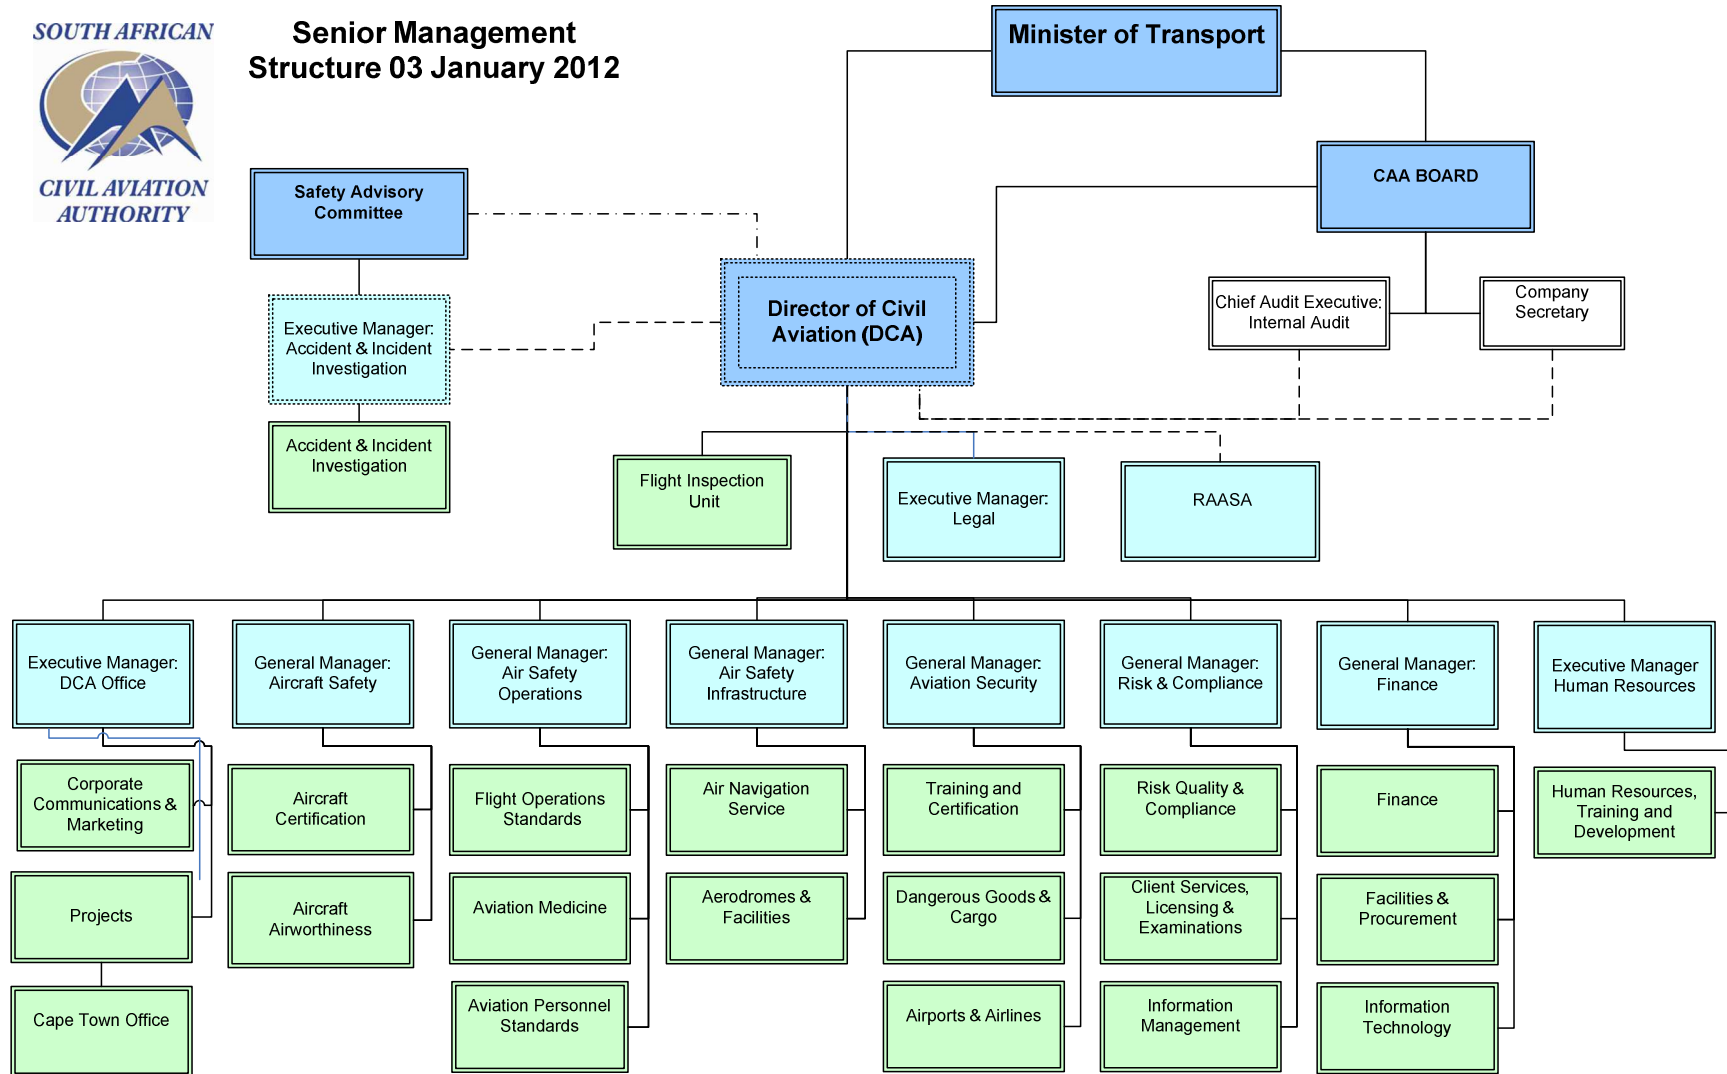 SOUTH AFRICAN
CIVIL AVIATION
AUTHORITY
Senior Management
Structure 03 January 2012
Minister of Transport
CAA BOARD
Safety Advisory
Committee
Director of Civil
Aviation (DCA)
Chief Audit Executive:
Internal Audit
Company
Secretary
Executive Manager:
Accident & Incident
Investigation
Accident & Incident
Investigation
Flight Inspection
Unit
Executive Manager:
Legal
RAASA
Executive Manager:
DCA Office
General Manager:
Aircraft Safety
General Manager:
Air Safety
Operations
General Manager:
Air Safety
Infrastructure
General Manager:
Aviation Security
General Manager:
Risk & Compliance
General Manager:
Finance
Executive Manager
Human Resources
Corporate
Communications &
Marketing
Aircraft
Certification
Flight Operations
Standards
Air Navigation
Service
Training and
Certification
Risk Quality &
Compliance
Finance
Human Resources,
Training and
Development
Projects
Aircraft
Airworthiness
Aviation Medicine
Aerodromes &
Facilities
Dangerous Goods &
Cargo
Client Services,
Licensing &
Examinations
Facilities &
Procurement
Cape Town Office
Aviation Personnel
Standards
Airports & Airlines
Information
Management
Information
Technology